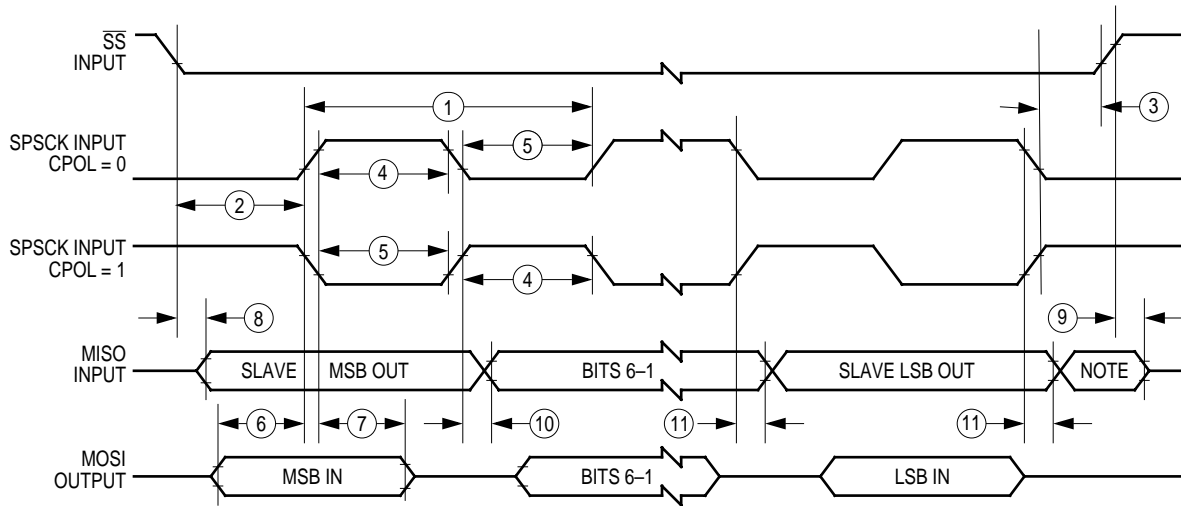 SS
INPUT
1
3
SPSCK INPUT
CPOL = 0
5
4
2
SPSCK INPUT
CPOL = 1
5
4
8
9
MISO
INPUT
SLAVE MSB OUT
BITS 6–1
SLAVE LSB OUT
NOTE
6
7
10
11
11
MOSI
OUTPUT
MSB IN
BITS 6–1
LSB IN